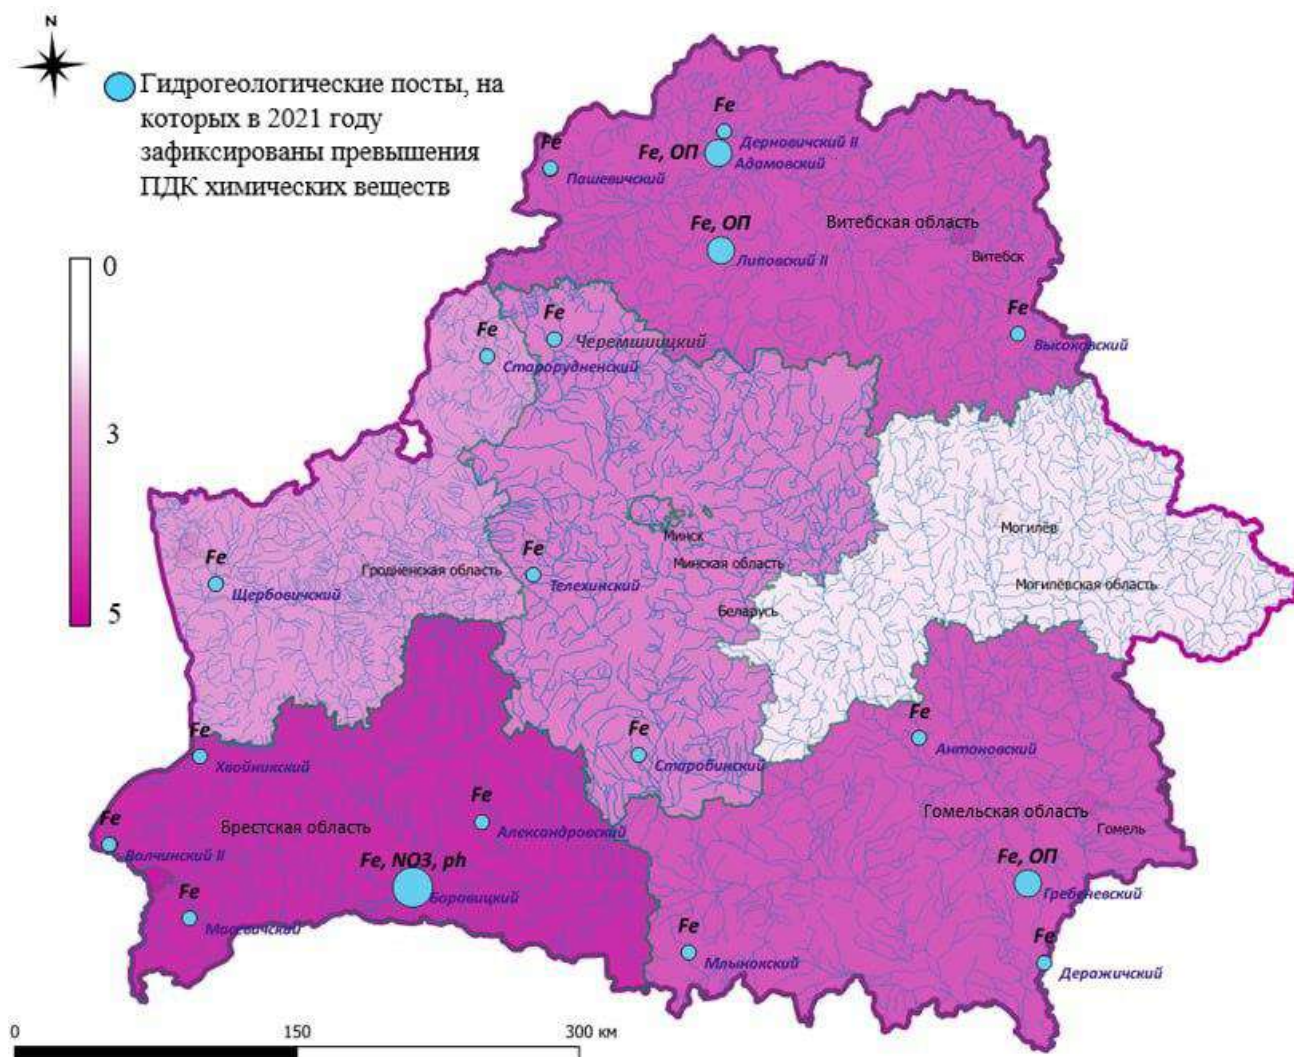 N
Гидрогеологические посты, на
которых в 2021 году
зафиксированы превышения
ПДК химических веществ
0
3
5
Fe
Дерновичский II
Fe, ОП
Адамовский
Fe
Пашевичский
Fe, ОП
Липовский II
Витебская область
Витебск
Fe
Высоковский
Fe
Старорудненский
Fe
Черемшицкий
Fe
Щербовичский
Гродненская область
Fe
Телехинский
Минск
Минская область
Беларусь
Могилёв
Могилёвская область
Fe
Хвойникский
Fe
Старобинский
Fe
Антоновский
Fe
Волчинский II
Брестская область
Fe
Александровский
Гомельская область
Гомель
Fe
Масевичский
Fe, NO3, ph
Боровицкий
Fe, ОП
Гребеневский
Fe
Млынокский
Fe
Деражичский
0
150
300 км